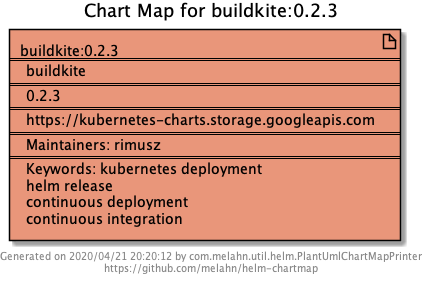 Chart Map for buildkite:0.2.3
buildkite:0.2.3
buildkite
0.2.3
https://kubernetes-charts.storage.googleapis.com
Maintainers: rimusz
Keywords: kubernetes deployment
helm release
continuous deployment
continuous integration
Generated on 2020/04/21 20:20:12 by com.melahn.util.helm.PlantUmlChartMapPrinter
https://github.com/melahn/helm-chartmap